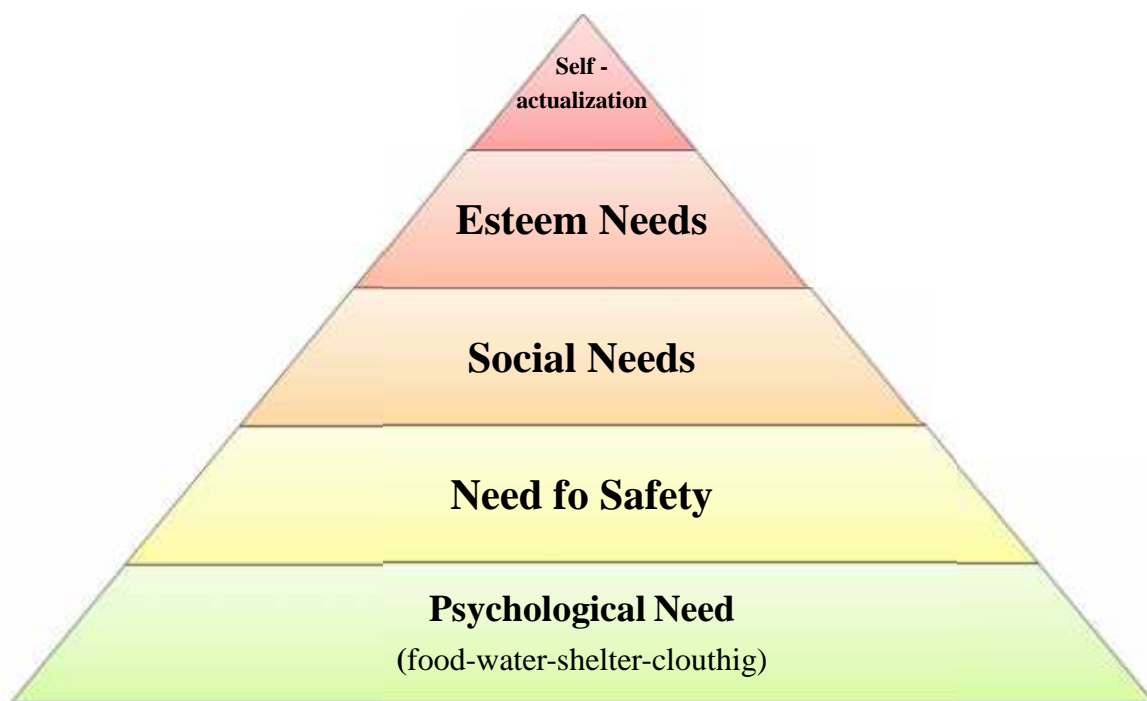 Self -
actualization
Esteem Needs
Social Needs
Need fo Safety
Psychological Need
(food-water-shelter-clouthig)